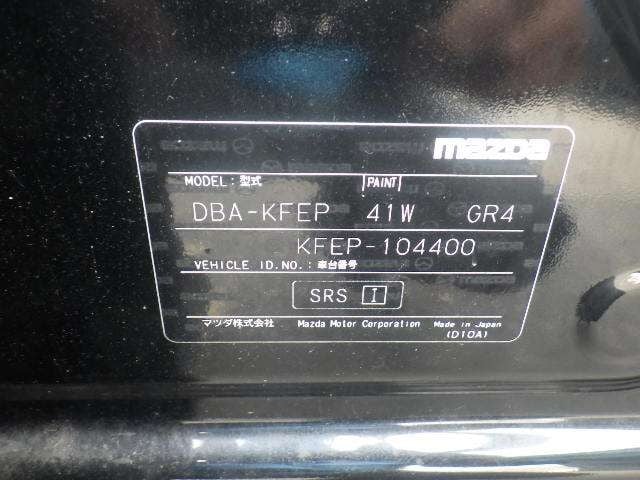 mazda
MODEL: 型式 PAINT
DBA-KFEP 41W GR4
KFEP-104400
VEHICLE ID.NO.: 車台番号
SRS I
マツダ株式会社 Mazda Motor Corporation Made in Japan
(D10A)